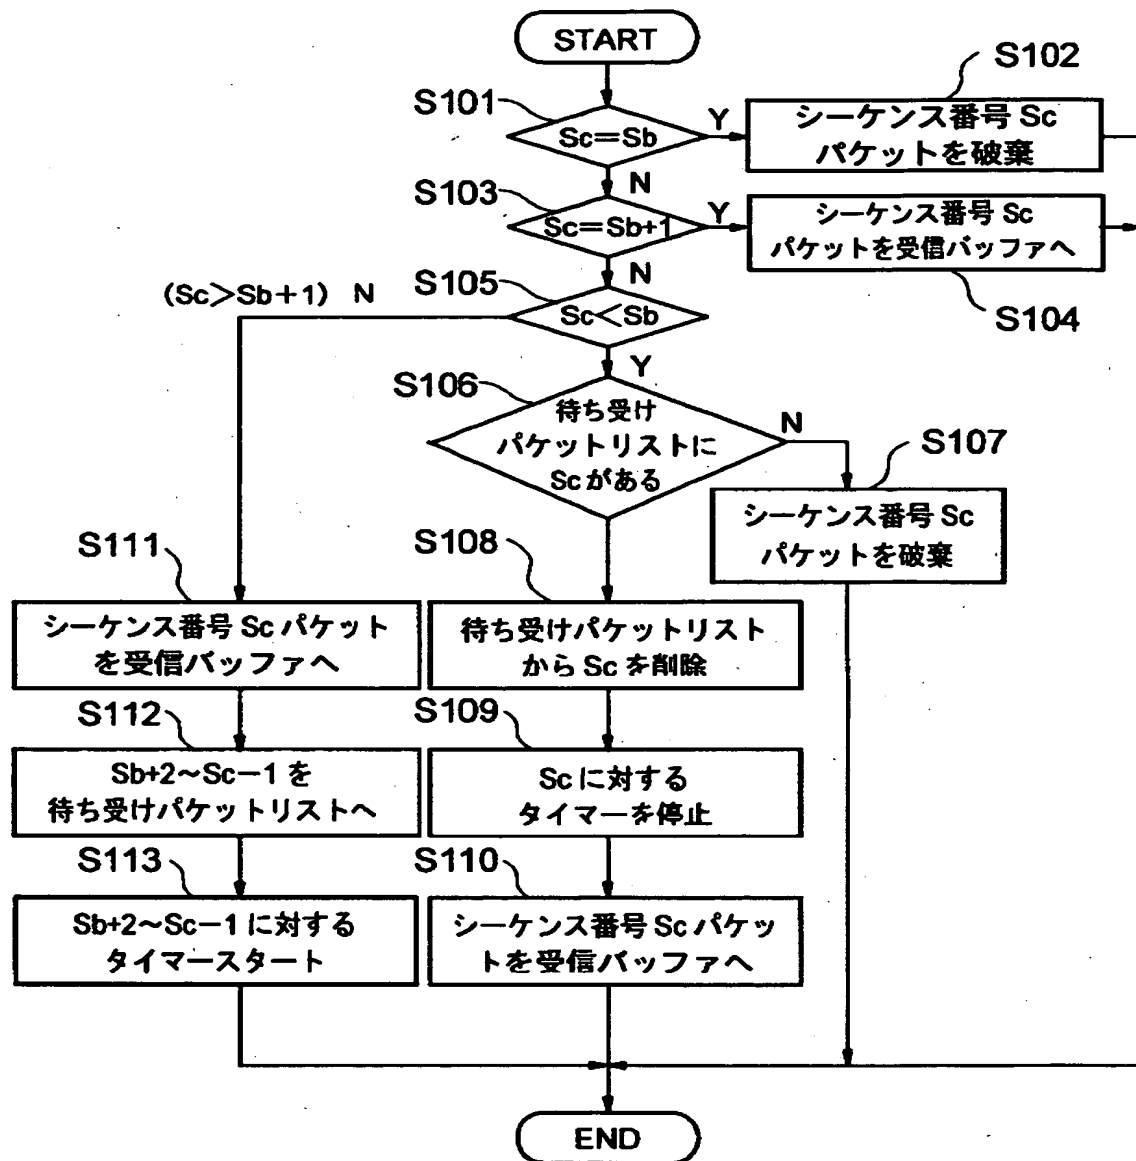 START
S101
Sc=Sb
Y
N
S102
シーケンス番号 Sc
パケットを破棄
S103
Sc=Sb+1
Y
N
シーケンス番号 Sc
パケットを受信バッファへ
S104
S105
(Sc>Sb+1) N
Sc<Sb
Y
S106
待ち受け
パケットリストに
Scがある
N
S107
シーケンス番号 Sc
パケットを破棄
S111
シーケンス番号 Sc パケット
を受信バッファへ
S108
待ち受けパケットリスト
から Sc を削除
S112
Sb+2~Sc-1 を
待ち受けパケットリストへ
S109
Sc に対する
タイマーを停止
S113
Sb+2~Sc-1 に対する
タイマースタート
S110
シーケンス番号 Sc パケッ
トを受信バッファへ
END